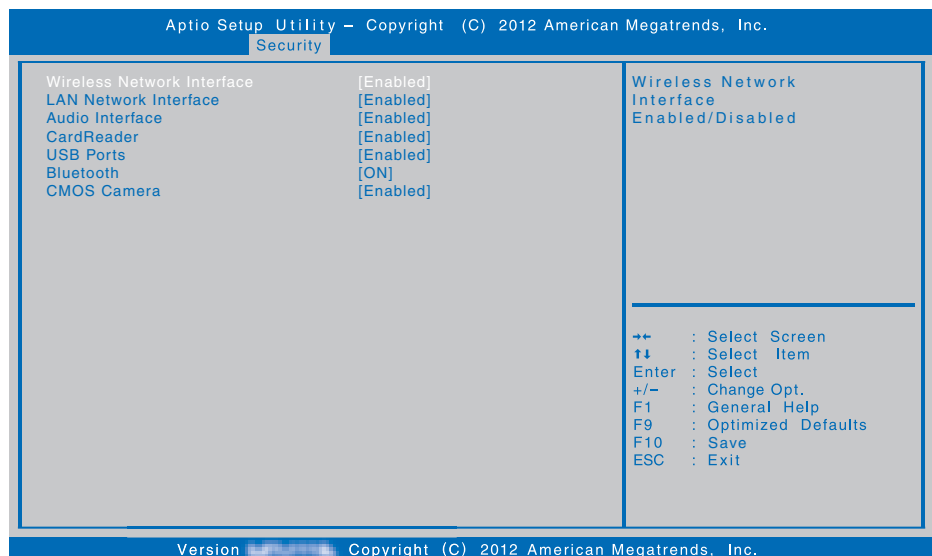 Aptio Setup Utility – Copyright (C) 2012 American Megatrends, Inc.
Security
Wireless Network Interface [Enabled]
LAN Network Interface [Enabled]
Audio Interface [Enabled]
CardReader [Enabled]
USB Ports [Enabled]
Bluetooth [ON]
CMOS Camera [Enabled]
Wireless Network
Interface
Enabled/Disabled
→← : Select Screen
↑↓ : Select Item
Enter : Select
+/– : Change Opt.
F1 : General Help
F9 : Optimized Defaults
F10 : Save
ESC : Exit
Version Copyright (C) 2012 American Megatrends, Inc.